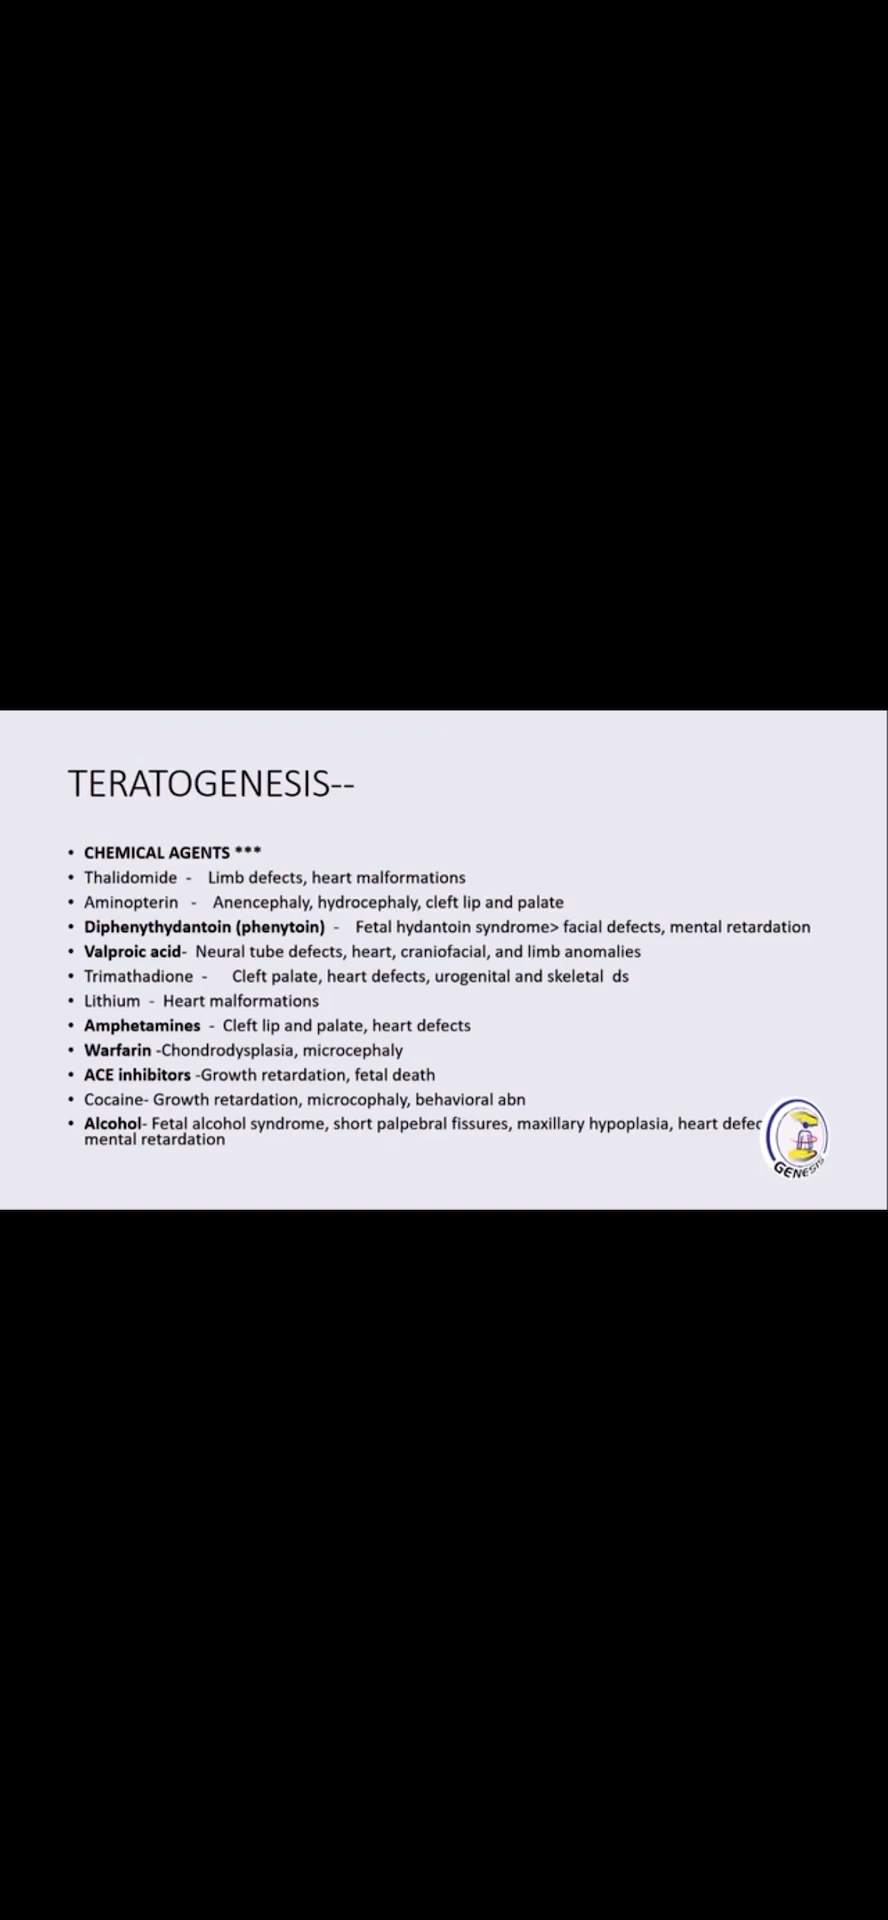 TERATOGENESIS--
• CHEMICAL AGENTS ***
• Thalidomide - Limb defects, heart malformations
• Aminopterin - Anencephaly, hydrocephaly, cleft lip and palate
• Diphenythydantoin (phenytoin) - Fetal hydantoin syndrome> facial defects, mental retardation
• Valproic acid- Neural tube defects, heart, craniofacial, and limb anomalies
• Trimathadione - Cleft palate, heart defects, urogenital and skeletal ds
• Lithium - Heart malformations
• Amphetamines - Cleft lip and palate, heart defects
• Warfarin -Chondrodysplasia, microcephaly
• ACE inhibitors -Growth retardation, fetal death
• Cocaine- Growth retardation, microcophaly, behavioral abn
• Alcohol- Fetal alcohol syndrome, short palpebral fissures, maxillary hypoplasia, heart defec
mental retardation
GENESIS